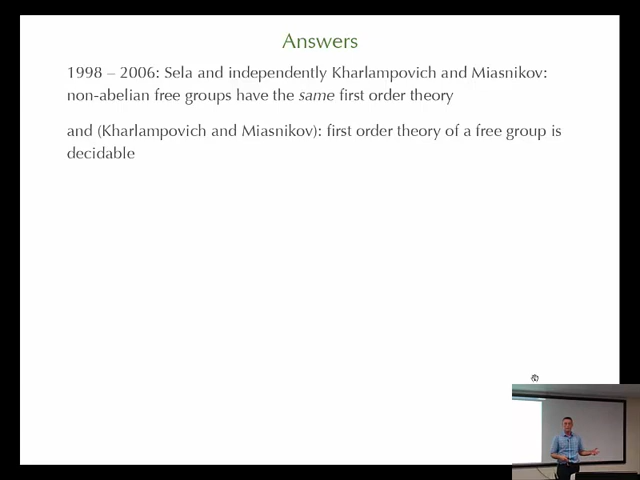 Answers
1998 – 2006: Sela and independently Kharlampovich and Miasnikov:
non-abelian free groups have the same first order theory
and (Kharlampovich and Miasnikov): first order theory of a free group is
decidable